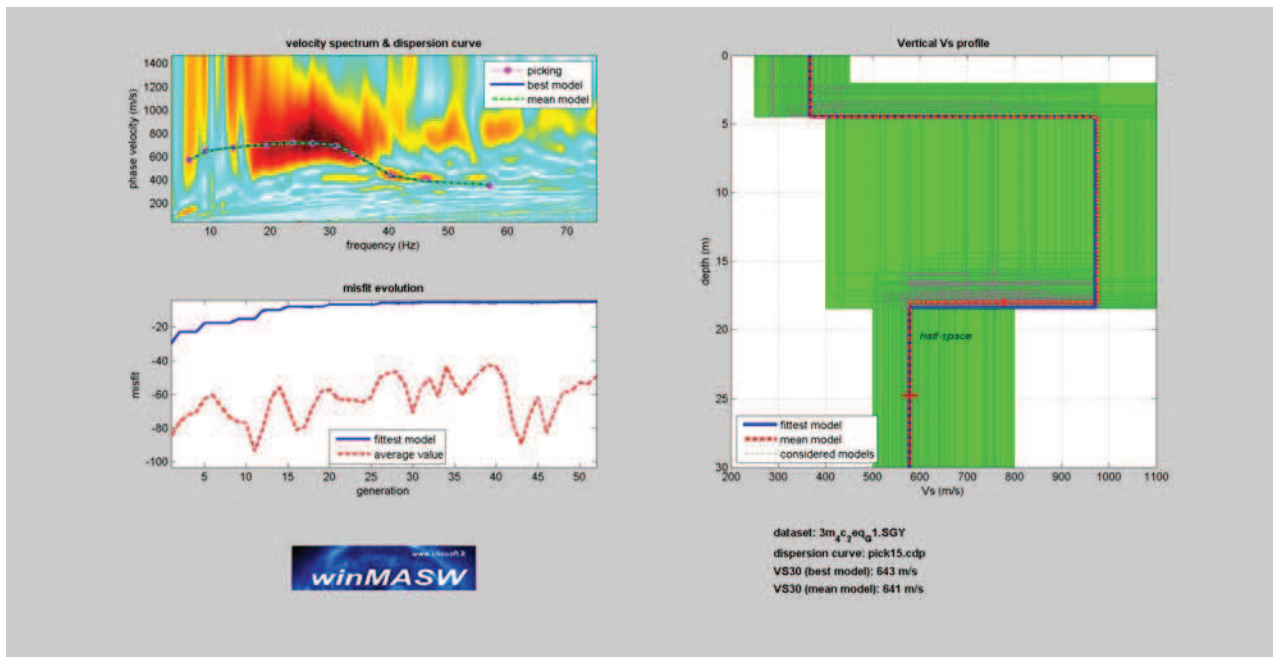 velocity spectrum & dispersion curve
1400
1200
1000
800
600
400
200
phase velocity (m/s)
picking
best model
mean model
10 20 30 40 50 60 70
frequency (Hz)
misfit evolution
-20
-40
-60
-80
-100
misfit
fittest model
average value
5 10 15 20 25 30 35 40 45 50
generation
www.eliosoft.it
winMASW
Vertical Vs profile
0
5
10
15
20
25
30
depth (m)
half-space
fittest model
mean model
considered models
200 300 400 500 600 700 800 900 1000 1100
Vs (m/s)
dataset: 3m4c2eqG1.SGY
dispersion curve: pick15.cdp
VS30 (best model): 643 m/s
VS30 (mean model): 641 m/s